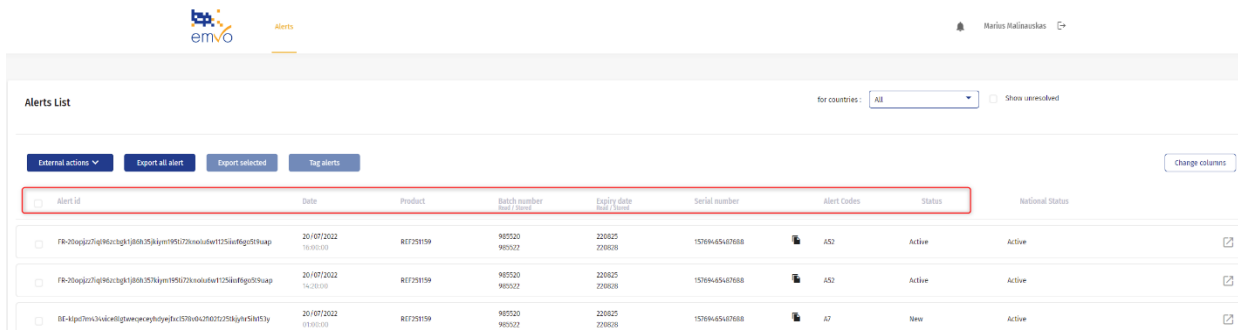 emvo
Alerts
Marius Malinauskas
Alerts List
for countries :
All
Show unresolved
External actions
Export all alert
Export selected
Tag alerts
Change columns
Alert id
Date
Product
Batch number
Read / Stored
Expiry date
Read / Stored
Serial number
Alert Codes
Status
National Status
20/07/2022
16:00:00
REF251159
985520
985522
220825
220828
15769465487688
A52
Active
Active
20/07/2022
14:20:00
REF251159
985520
985522
220825
220828
15769465487688
A52
Active
Active
20/07/2022
01:00:00
REF251159
985520
985522
220825
220828
15769465487688
A7
New
Active